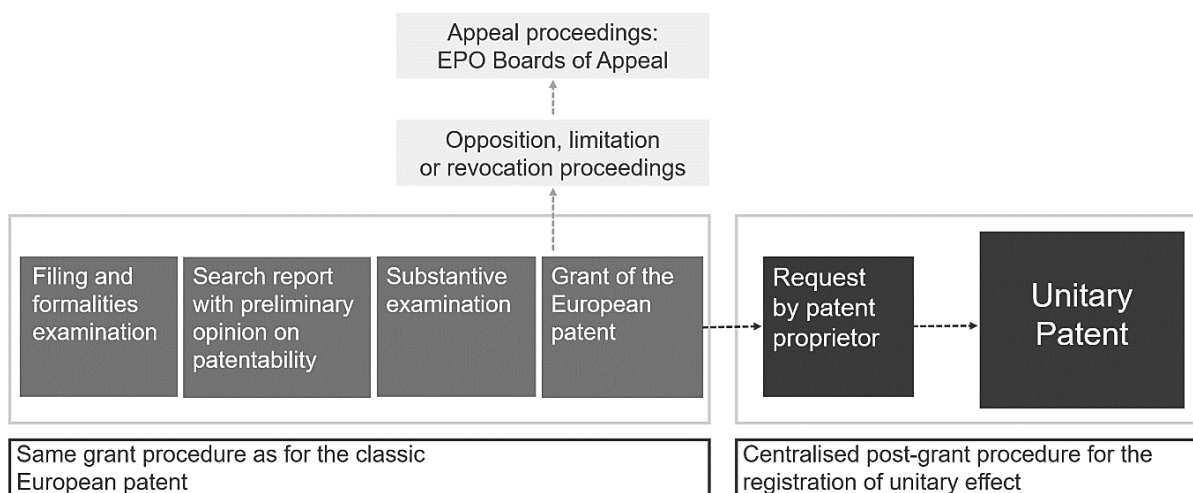 Appeal proceedings:
EPO Boards of Appeal
Opposition, limitation
or revocation proceedings
Filing and
formalities
examination
Search report
with preliminary
opinion on
patentability
Substantive
examination
Grant of the
European
patent
Request
by patent
proprietor
Unitary
Patent
Same grant procedure as for the classic
European patent
Centralised post-grant procedure for the
registration of unitary effect